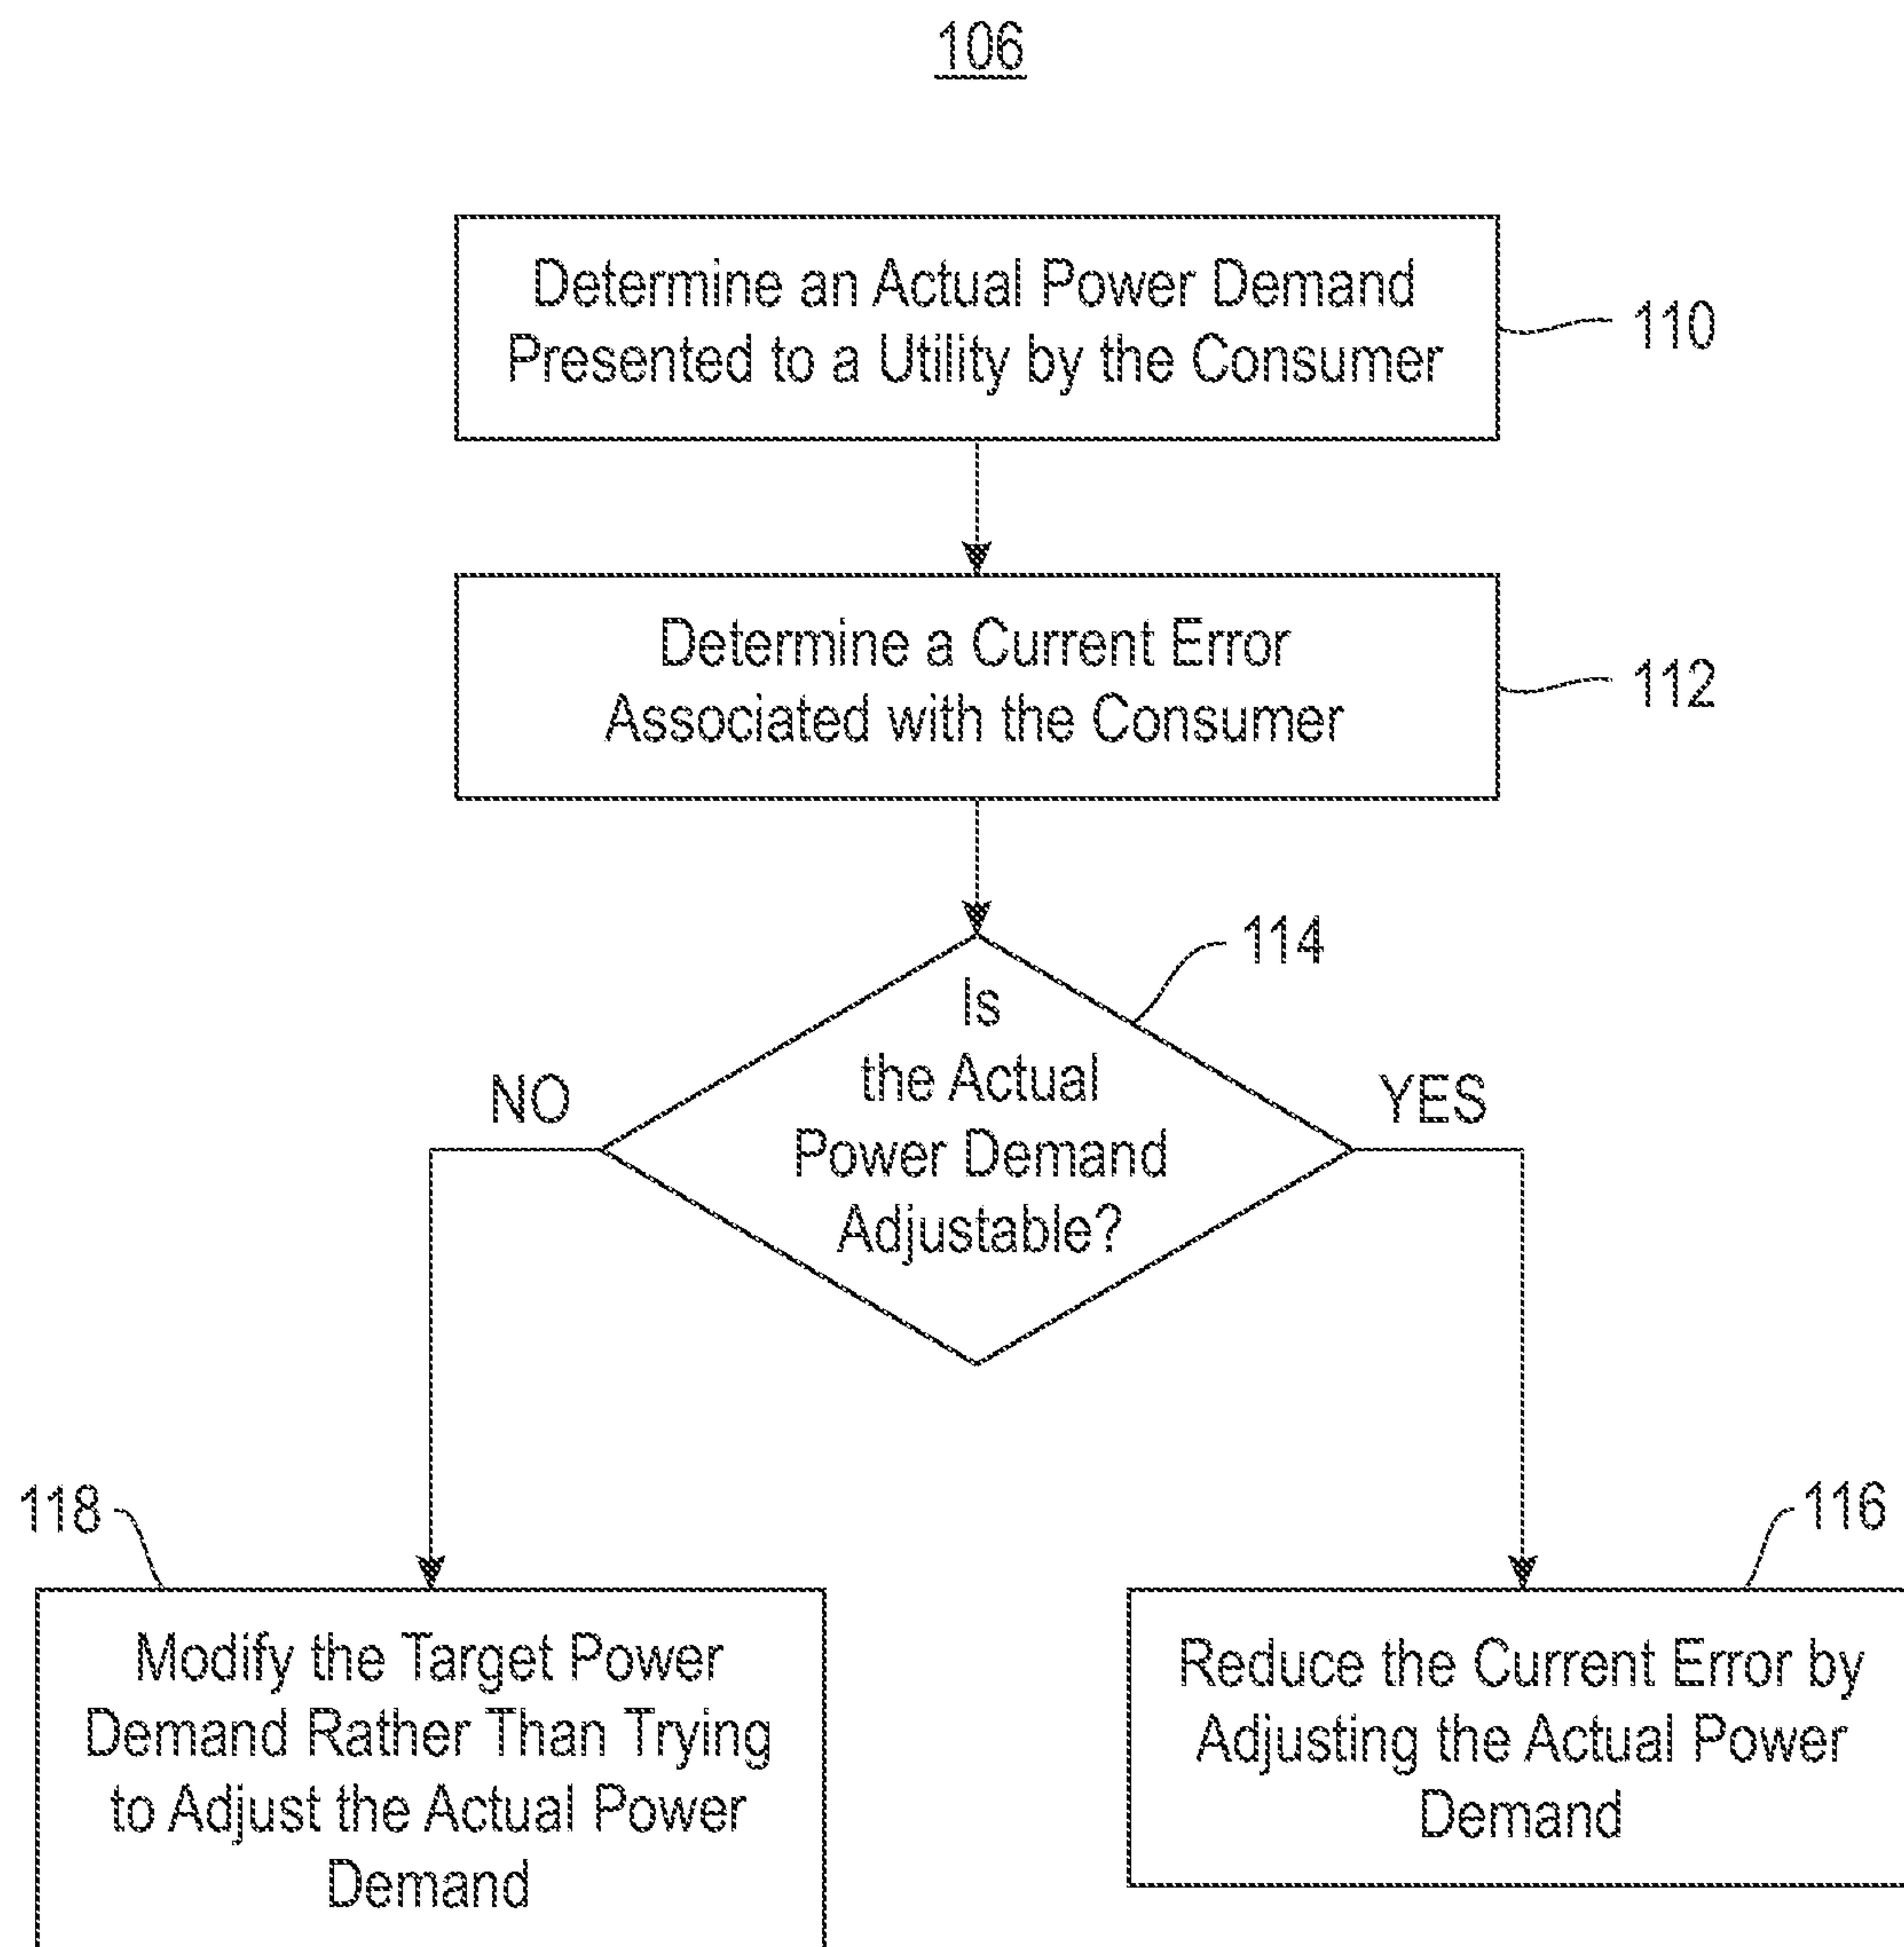 106
Determine an Actual Power Demand
Presented to a Utility by the Consumer
110
Determine a Current Error
Associated with the Consumer
112
114
Is
the Actual
Power Demand
Adjustable?
NO
YES
118
Modify the Target Power
Demand Rather Than Trying
to Adjust the Actual Power
Demand
116
Reduce the Current Error by
Adjusting the Actual Power
Demand